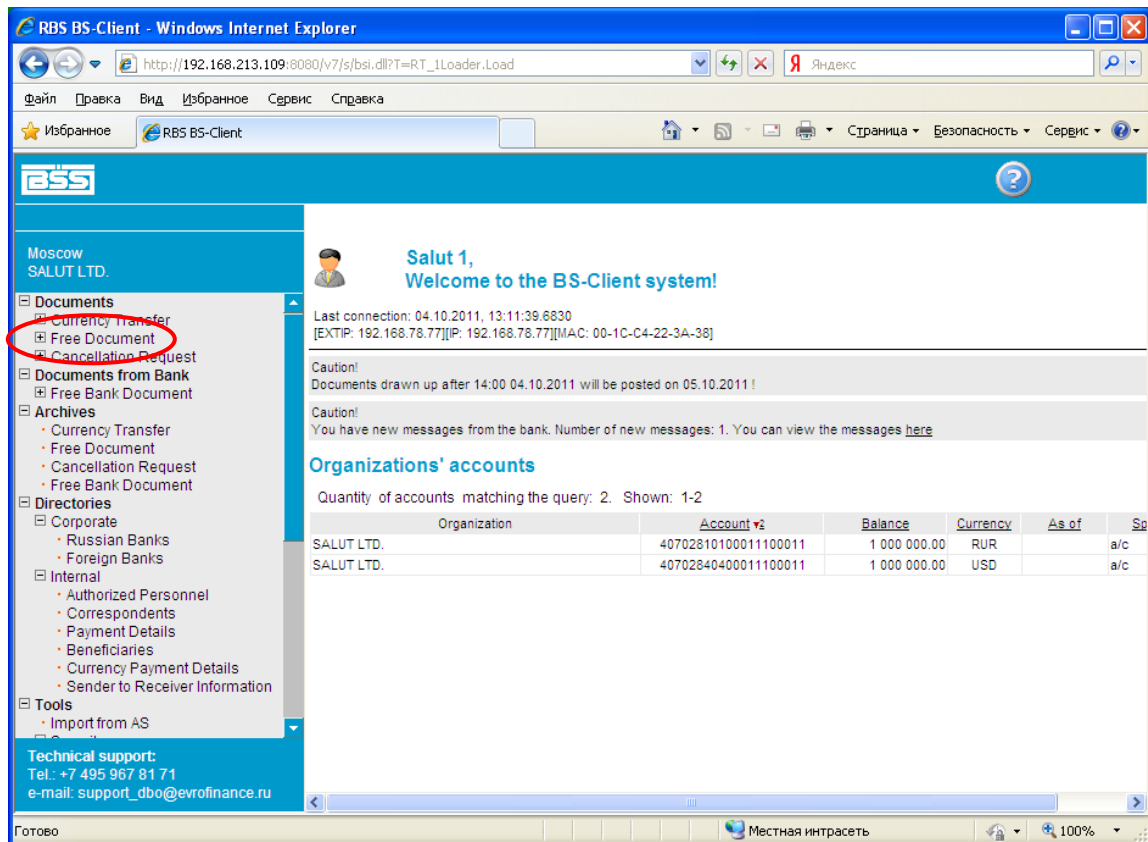 RBS BS-Client - Windows Internet Explorer
http://192.168.213.109:8080/v7/s/bsi.dll?T=RT_1Loader.Load
Я Яндекс
Файл Правка Вид Избранное Сервис Справка
Избранное RBS BS-Client Страница Безопасность Сервис
BSS
Moscow
SALUT LTD.
Documents
Currency Transfer
Free Document
Cancellation Request
Documents from Bank
Free Bank Document
Archives
Currency Transfer
Free Document
Cancellation Request
Free Bank Document
Directories
Corporate
Russian Banks
Foreign Banks
Internal
Authorized Personnel
Correspondents
Payment Details
Beneficiaries
Currency Payment Details
Sender to Receiver Information
Tools
Import from AS
Technical support:
Tel.: +7 495 967 81 71
e-mail: support_dbo@evrofinance.ru
Salut 1,
Welcome to the BS-Client system!
Last connection: 04.10.2011, 13:11:39.6830
[EXTIP: 192.168.78.77][IP: 192.168.78.77][MAC: 00-1C-C4-22-3A-38]
Caution!
Documents drawn up after 14:00 04.10.2011 will be posted on 05.10.2011 !
Caution!
You have new messages from the bank. Number of new messages: 1. You can view the messages here
Organizations' accounts
Quantity of accounts matching the query: 2. Shown: 1-2
Organization Account 2 Balance Currency As of Sp
SALUT LTD. 40702810100011100011 1 000 000.00 RUR a/c
SALUT LTD. 40702840400011100011 1 000 000.00 USD a/c
Готово Местная интрасеть 100%